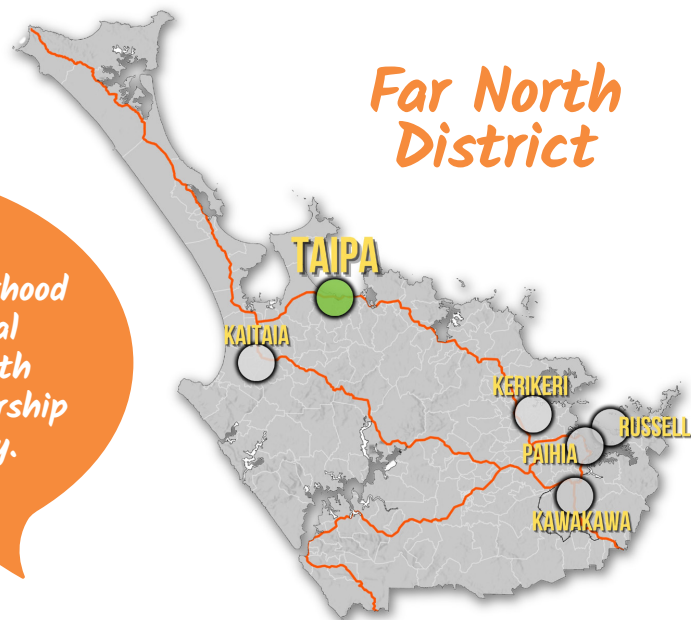 Far North
District
TAIPA
KAITAIA
KERIKERI
RUSSELL
PAIHIA
KAWAKAWA